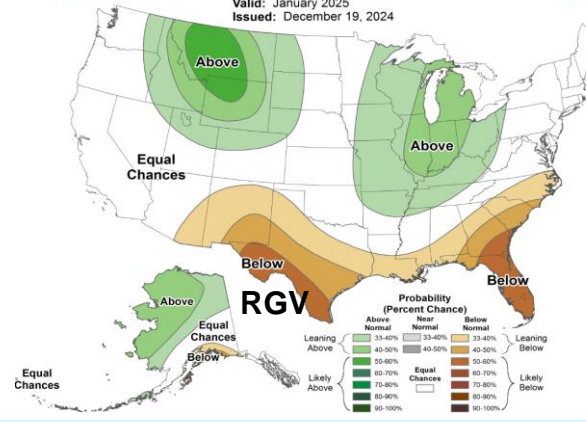 Valid: January 2025
Issued: December 19, 2024
Above
Above
Equal
Chances
Below
Below
RGV
Above
Equal
Chances
Below
Equal
Chances
Probability
(Percent Chance)
Above
Normal
Near
Normal
Below
Normal
Leaning
Above
33-40%
33-40%
33-40%
Leaning
Below
40-50%
40-50%
40-50%
50-60%
50-60%
Likely
Above
60-70%
Equal
Chances
60-70%
Likely
Below
70-80%
70-80%
80-90%
80-90%
90-100%
90-100%